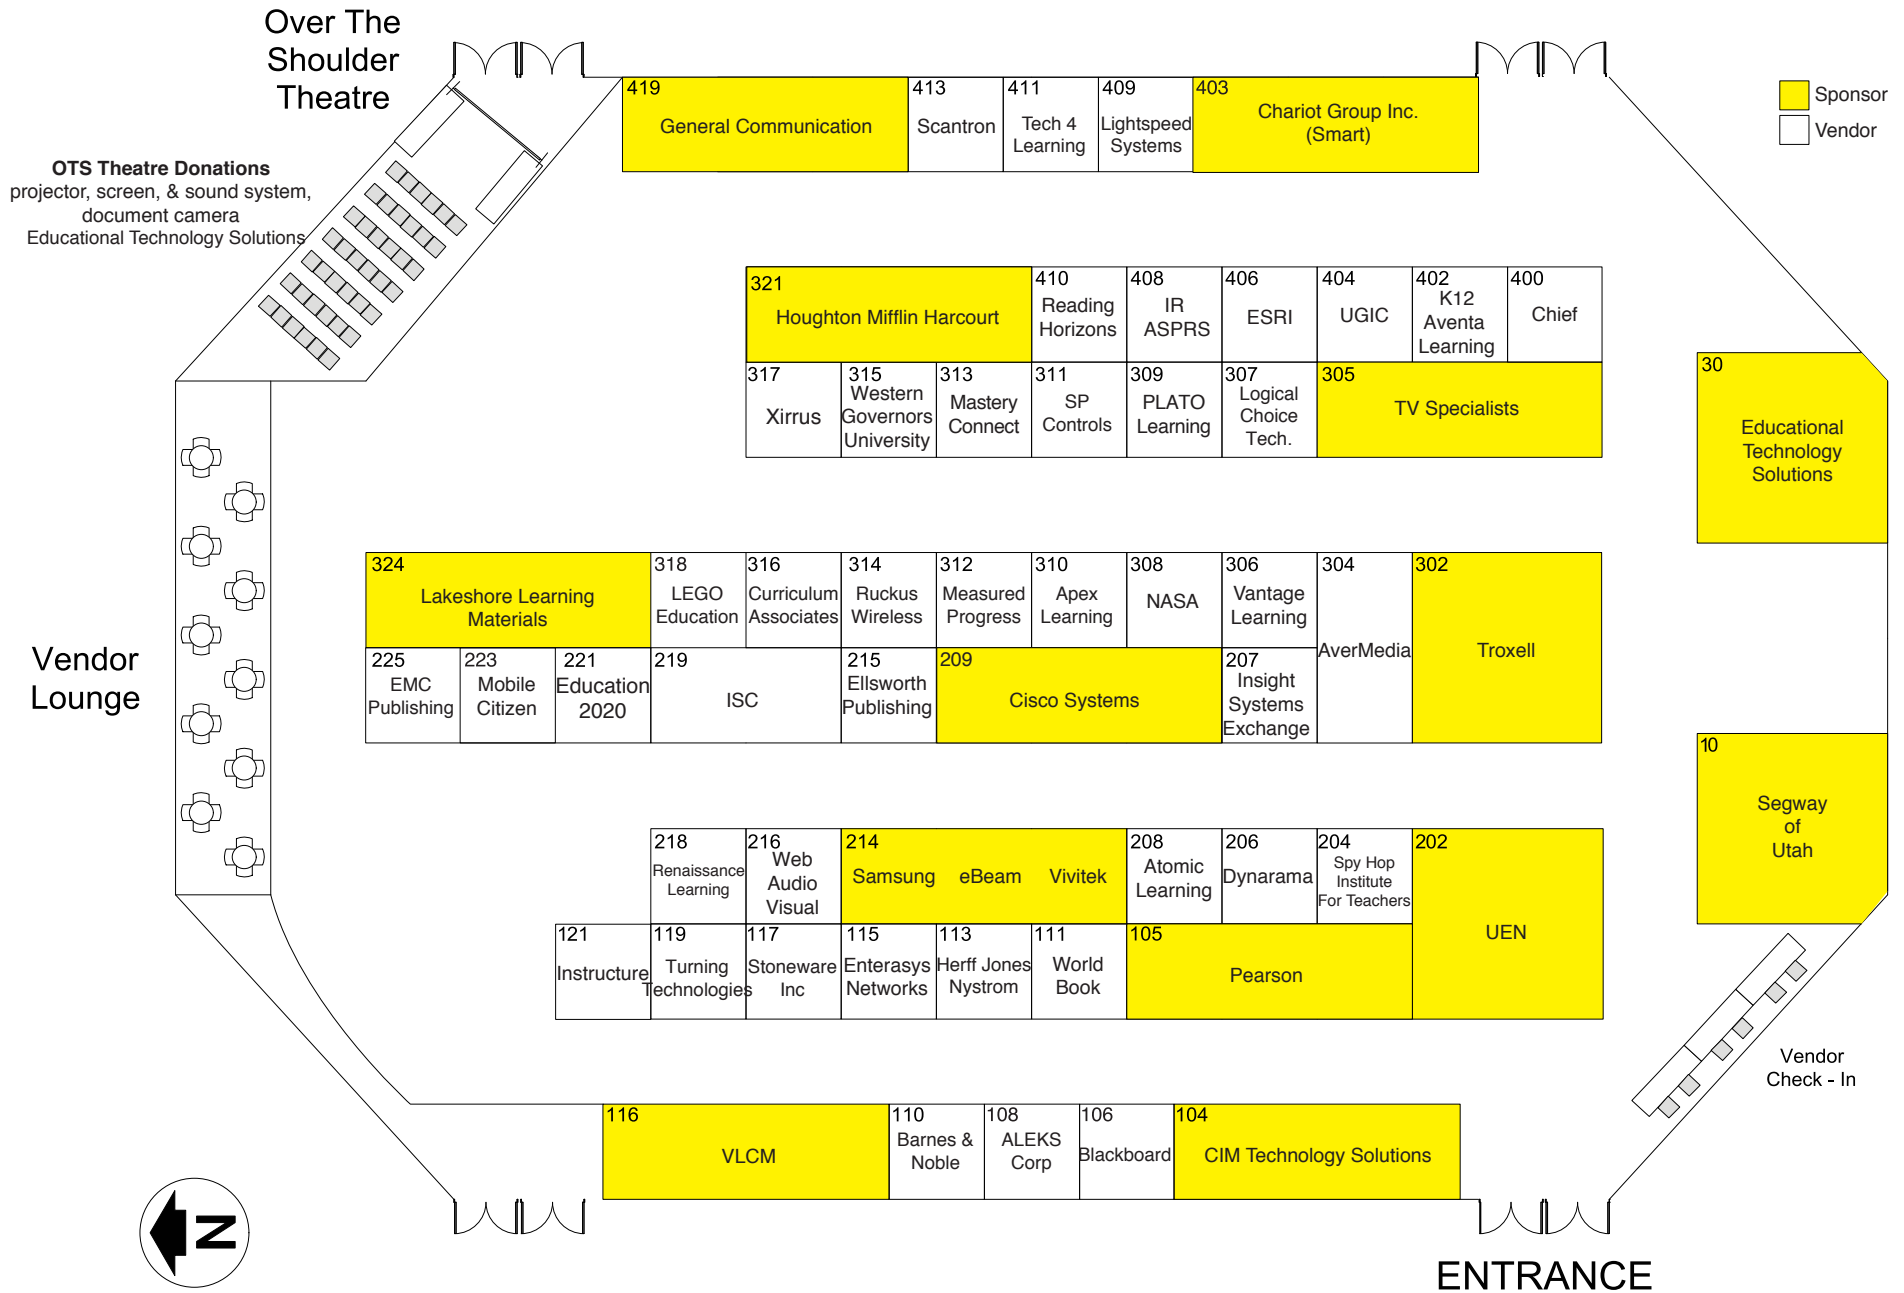 Over The
Shoulder
Theatre
OTS Theatre Donations
projector, screen, & sound system,
document camera
Educational Technology Solutions
419
General Communication
413
Scantron
411
Tech 4
Learning
409
Lightspeed
Systems
403
Chariot Group Inc.
(Smart)
Sponsor
Vendor
321
Houghton Mifflin Harcourt
410
Reading
Horizons
408
IR
ASPRS
406
ESRI
404
UGIC
402
K12
Aventa
Learning
400
Chief
317
Xirrus
315
Western
Governors
University
313
Mastery
Connect
311
SP
Controls
309
PLATO
Learning
307
Logical
Choice
Tech.
305
TV Specialists
30
Educational
Technology
Solutions
Vendor
Lounge
324
Lakeshore Learning
Materials
318
LEGO
Education
316
Curriculum
Associates
314
Ruckus
Wireless
312
Measured
Progress
310
Apex
Learning
308
NASA
306
Vantage
Learning
304
AverMedia
302
Troxell
225
EMC
Publishing
223
Mobile
Citizen
221
Education
2020
219
ISC
215
Ellsworth
Publishing
209
Cisco Systems
207
Insight
Systems
Exchange
10
Segway
of
Utah
218
Renaissance
Learning
216
Web
Audio
Visual
214
Samsung eBeam Vivitek
208
Atomic
Learning
206
Dynarama
204
Spy Hop
Institute
For Teachers
202
UEN
121
Instructure
119
Turning
Technologies
117
Stoneware
Inc
115
Enterasys
Networks
113
Herff Jones
Nystrom
111
World
Book
105
Pearson
Vendor
Check - In
116
VLCM
110
Barnes &
Noble
108
ALEKS
Corp
106
Blackboard
104
CIM Technology Solutions
N
ENTRANCE